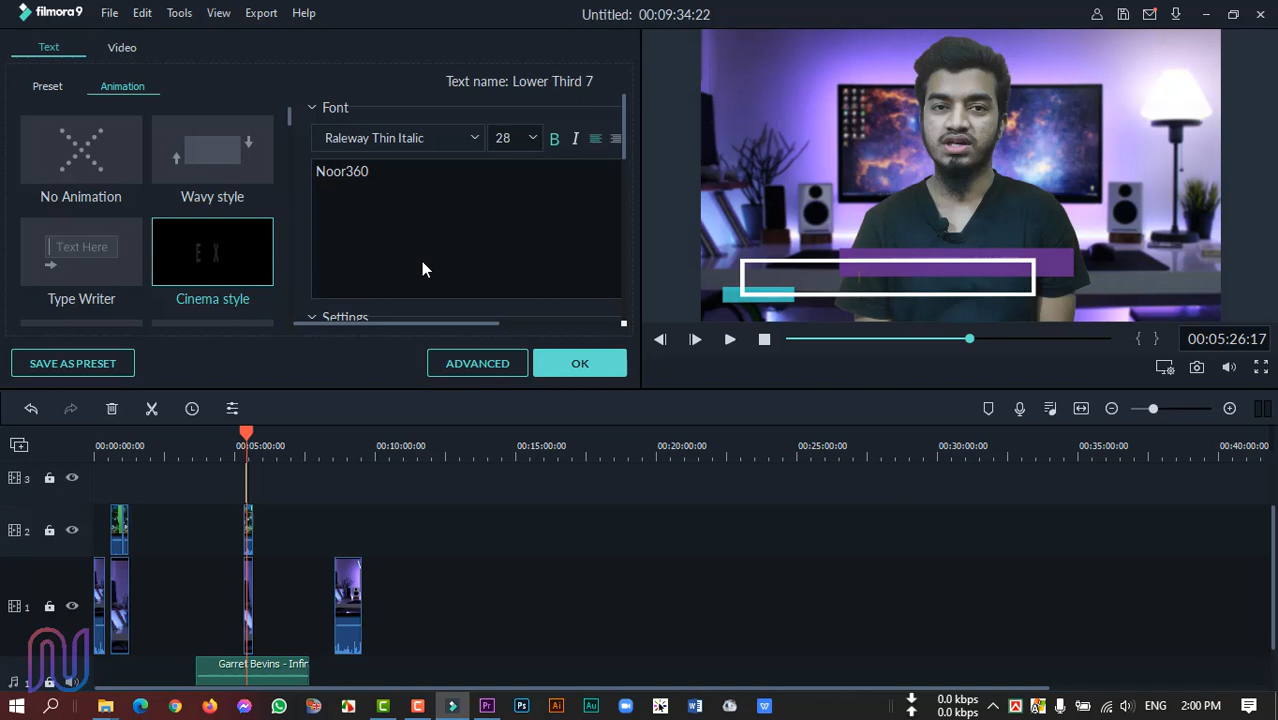 filmora9 File Edit Tools View Export Help Untitled: 00:09:34:22
Text Video
Preset Animation Text name: Lower Third 7
Font
Raleway Thin Italic 28 B I
Noor360
No Animation Wavy style
Text Here E X
Type Writer Cinema style
Settings
00:05:26:17
SAVE AS PRESET ADVANCED OK
00:00:00:00 00:05:00:00 00:10:00:00 00:15:00:00 00:20:00:00 00:25:00:00 00:30:00:00 00:35:00:00 00:40:00:00
3
2
1
Garret Bevins - Infin
1
0.0 kbps
0.0 kbps
ENG 2:00 PM